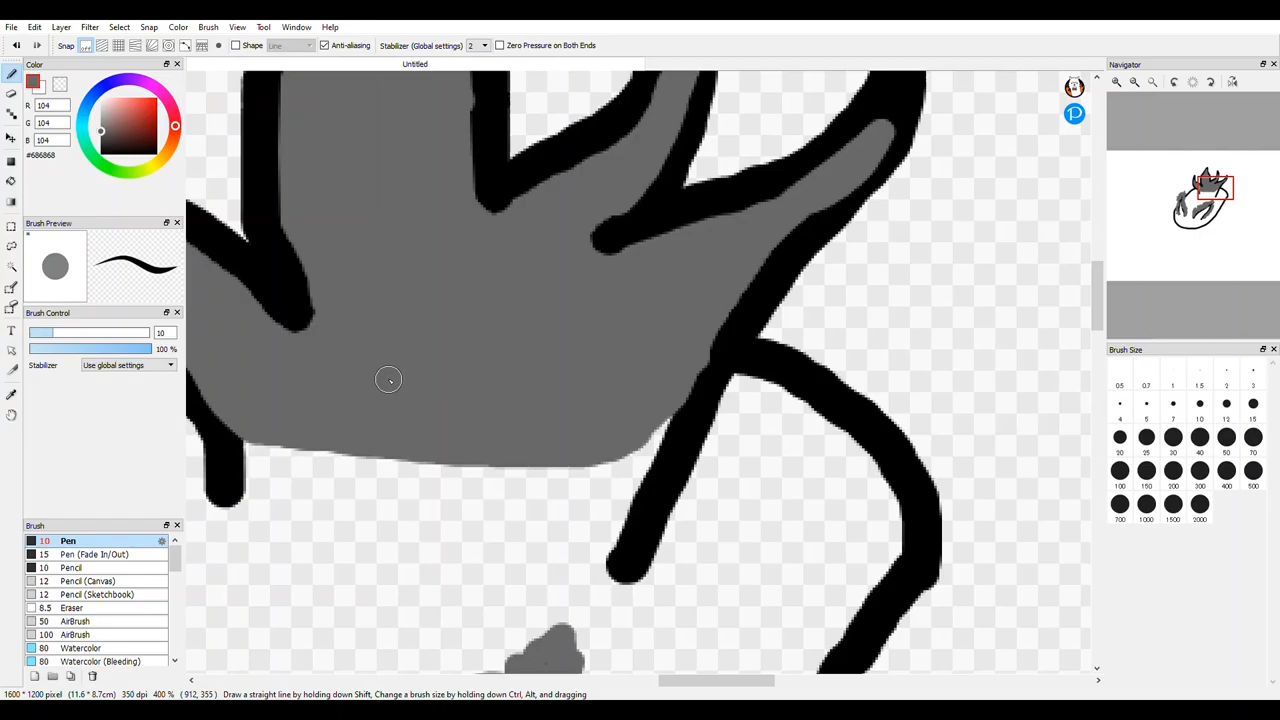 File Edit Layer Filter Select Snap Color Brush View Tool Window Help
Snap Shape Line Anti-aliasing Stabilizer (Global settings) 2 Zero Pressure on Both Ends
Color
Untitled
Navigator
R 104
G 104
B 104
#686868
Brush Preview
Brush Control
10
100 %
Stabilizer Use global settings
Brush Size
0.5 0.7 1 1.5 2 3
4 5 7 10 12 15
20 25 30 40 50 70
100 150 200 300 400 500
700 1000 1500 2000
Brush
10 Pen
15 Pen (Fade In/Out)
10 Pencil
12 Pencil (Canvas)
12 Pencil (Sketchbook)
8.5 Eraser
50 AirBrush
100 AirBrush
80 Watercolor
80 Watercolor (Bleeding)
1600 * 1200 pixel (11.6 * 8.7cm) 350 dpi 400 % ( 912, 355 ) Draw a straight line by holding down Shift, Change a brush size by holding down Ctrl, Alt, and dragging